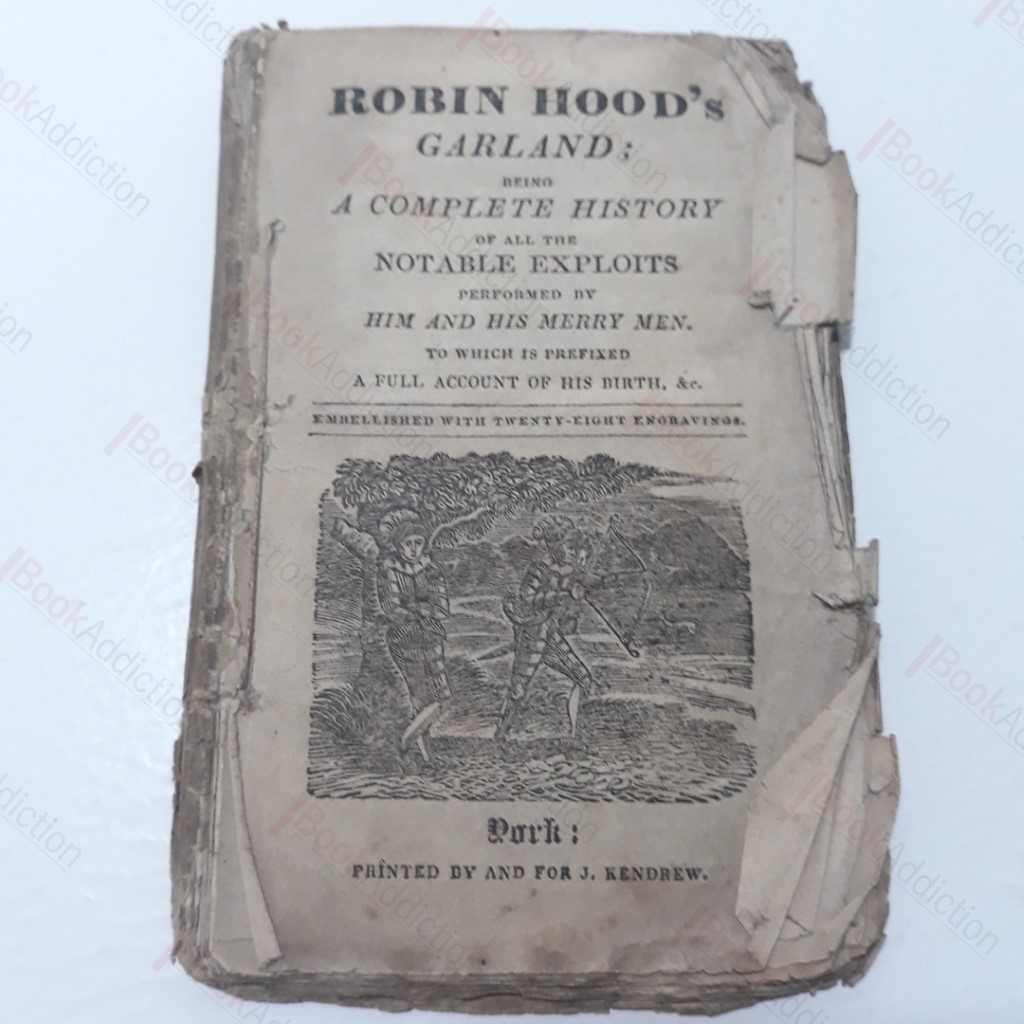 ROBIN HOOD's
GARLAND;
BEING
A COMPLETE HISTORY
OF ALL THE
NOTABLE EXPLOITS
PERFORMED BY
HIM AND HIS MERRY MEN.
TO WHICH IS PREFIXED
A FULL ACCOUNT OF HIS BIRTH, &c.
EMBELLISHED WITH TWENTY-EIGHT ENGRAVINGS.
York:
PRINTED BY AND FOR J. KENDREW.
BookAddiction